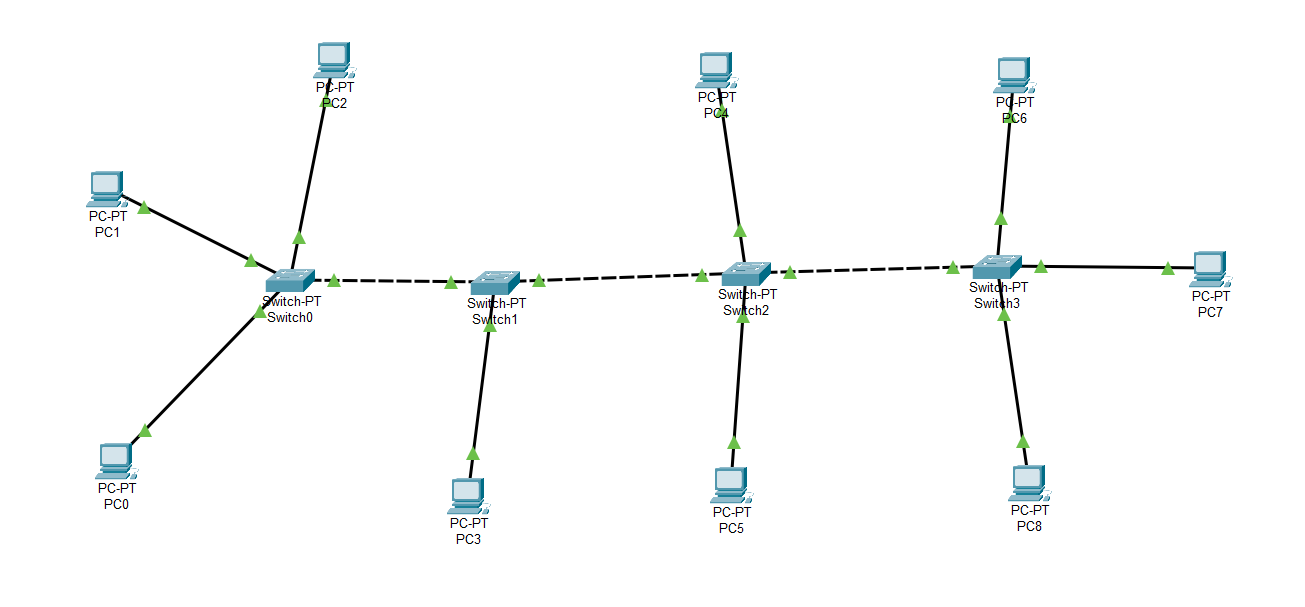 PC-PT
PC2
PC-PT
PC4
PC-PT
PC6
PC-PT
PC1
Switch-PT
Switch0
Switch-PT
Switch1
Switch-PT
Switch2
Switch-PT
Switch3
PC-PT
PC7
PC-PT
PC0
PC-PT
PC3
PC-PT
PC5
PC-PT
PC8